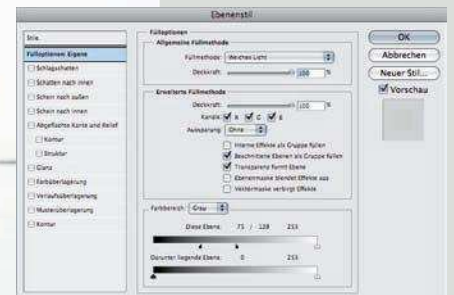 Ebenenstil
Stile
Fülloptionen: Eigene
Schlagschatten
Schatten nach innen
Schein nach außen
Schein nach innen
Abgeflachte Kante und Relief
Kontur
Struktur
Glanz
Farbüberlagerung
Verlaufsüberlagerung
Musterüberlagerung
Kontur
Fülloptionen
Allgemeine Füllmethode
Füllmethode: Weiches Licht
Deckkraft: 100 %
Erweiterte Füllmethode
Deckkraft: 100 %
Kanäle: R G B
Aussparung: Ohne
Interne Effekte als Gruppe füllen
Beschnittene Ebenen als Gruppe füllen
Transparenz formt Ebene
Ebenenmaske blendet Effekte aus
Vektormaske verbirgt Effekte
Farbbereich: Grau
Diese Ebene: 75 / 128 255
Darunter liegende Ebene: 0 255
OK
Abbrechen
Neuer Stil...
Vorschau